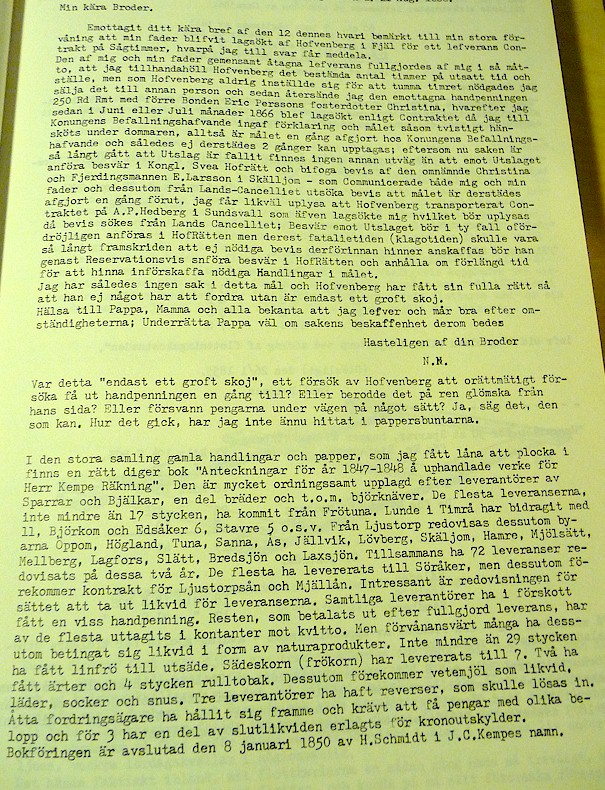 Min kära Broder.
Emottagit ditt kära bref af den 12 dennes hvari bemärkt till min stora för-
våning att min fader blifvit lagsökt af Hofvenberg i Fjäl för ett lefverans Con-
trakt på Sågtimmer, hvarpå jag till svar får meddela.
Den af mig och min fader gemensamt åtagna lefverans fullgjordes af mig i så måt-
to, att jag tillhandahöll Hofvenberg det bestämda antal timmer på utsatt tid och
ställe, men som Hofvenberg aldrig inställde sig för att tumma timret nödgades jag
sälja det till annan person och sedan återsände jag den emottagna handpenningen
250 Rd Rmt med förre Bonden Eric Perssons fosterdotter Christina, hvarefter jag
sedan i Juni eller Juli månader 1866 blef lagsökt enligt Contraktet då jag till
Konungens Befallningshafvande ingaf förklaring och målet såsom tvistigt hän-
sköts under dommaren, alltså är målet en gång afgjort hos Konungens Befallnings-
hafvande och således ej derstädes 2 gånger kan upptagas; eftersom nu saken är
så långt gått att Utslag är fallit finnes ingen annan utväg än att emot Utslaget
anföra besvär i Kongl. Svea Hofrätt och bifoga bevis af den omnämnde Christina
och Fjerdingsmannen E.Larsson i Skälljom - som Communicerade både mig och min
fader och dessutom från Lands-Cancelliet utsöka bevis att målet är derstädes
afgjort en gång förut, jag får likväl uplysa att Hofvenberg transporterat Con-
traktet på A.P.Hedberg i Sundsvall som äfven lagsökte mig hvilket bör uplysas
då bevis sökes från Lands Cancelliet; Besvär emot Utslaget bör i ty fall oför-
dröjligen anföras i HofRätten men derest fatalietiden (klagotiden) skulle vara
så långt framskriden att ej nödiga bevis derförinnan hinner anskaffas bör han
genast Reservationsvis snföra besvär i HofRätten och anhålla om förlängd tid
för att hinna införskaffa nödiga Handlingar i målet.
Jag har således ingen sak i detta mål och Hofvenberg har fått sin fulla rätt så
att han ej något har att fordra utan är emdast ett groft skoj.
Hälsa till Pappa, Mamma och alla bekanta att jag lefver och mår bra efter om-
ständigheterna; Underrätta Pappa väl om sakens beskaffenhet derom bedes
Hasteligen af din Broder
N.N.
Var detta "endast ett groft skoj", ett försök av Hofvenberg att orättmätigt för-
söka få ut handpenningen en gång till? Eller berodde det på ren glömska från
hans sida? Eller försvann pengarna under vägen på något sätt? Ja, säg det, den
som kan. Hur det gick, har jag inte ännu hittat i pappersbuntarna.
I den stora samling gamla handlingar och papper, som jag fått låna att plocka i
finns en rätt diger bok "Anteckningar för år 1847-1848 å uphandlade verke för
Herr Kempe Räkning". Den är mycket ordningssamt upplagd efter leverantörer av
Sparrar och Bjälkar, en del bräder och t.o.m. björknäver. De flesta leveranserna,
inte mindre än 17 stycken, ha kommit från Frötuna. Lunde i Timrå har bidragit med
11, Björkom och Edsåker 6, Stavre 5 o.s.v. Från Ljustorp redovisas dessutom by-
arna Öppom, Högland, Tuna, Sanna, Ås, Jällvik, Lövberg, Skäljom, Hamre, Mjölsätt,
Mellberg, Lagfors, Slätt, Bredsjön och Laxsjön. Tillsammans ha 72 leveranser re-
dovisats på dessa två år. De flesta ha levererats till Söråker, men dessutom fö-
rekommer kontrakt för Ljustorpsån och Mjällån. Intressant är redovisningen för
sättet att ta ut likvid för leveranserna. Samtliga leverantörer ha i förskott
fått en viss handpenning. Resten, som betalats ut efter fullgjord leverans, har
av de flesta uttagits i kontanter mot kvitto. Men förvånansvärt många ha dess-
utom betingat sig likvid i form av naturaprodukter. Inte mindre än 29 stycken
ha fått linfrö till utsäde. Sädeskorn (frökorn) har levererats till 7. Två ha
fått ärter och 4 stycken rulltobak. Dessutom förekommer vetemjöl som likvid,
läder, socker och snus. Tre leverantörer ha haft reverser, som skulle lösas in.
Åtta fordringsägare ha hållit sig framme och krävt att få pengar med olika be-
lopp och för 3 har en del av slutlikviden erlagts för kronoutskylder.
Bokföringen är avslutad den 8 januari 1850 av H.Schmidt i J.C.Kempes namn.